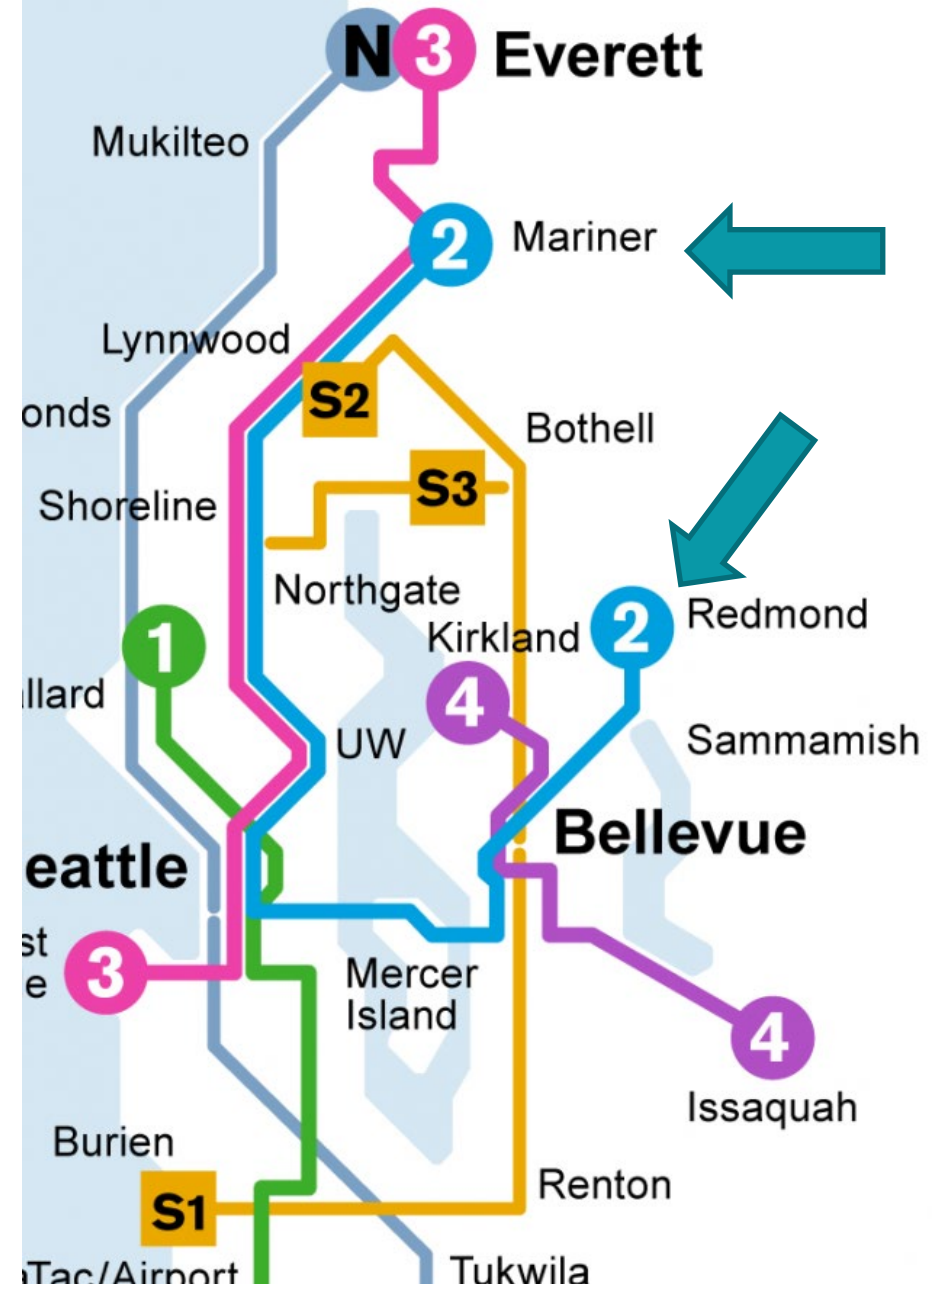 N 3 Everett
Mukilteo
2 Mariner
Lynnwood
S2
onds
Bothell
S3
Shoreline
Northgate
1
Kirkland 2 Redmond
4
llard
UW
Sammamish
Bellevue
eattle
st
e
3
Mercer
Island
4
Issaquah
Burien
Renton
S1
aTac/Airport
Tukwila